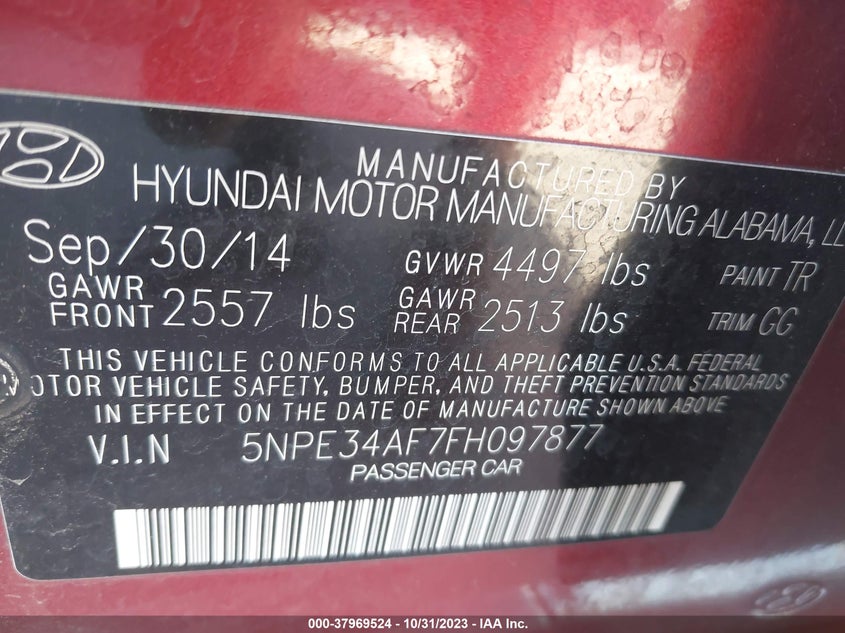 MANUFACTURED BY
HYUNDAI MOTOR MANUFACTURING ALABAMA, LL
Sep/30/14 GVWR 4497 lbs PAINT TR
GAWR FRONT 2557 lbs GAWR REAR 2513 lbs TRIM GG
THIS VEHICLE CONFORMS TO ALL APPLICABLE U.S.A. FEDERAL
MOTOR VEHICLE SAFETY, BUMPER, AND THEFT PREVENTION STANDARDS
IN EFFECT ON THE DATE OF MANUFACTURE SHOWN ABOVE
V.I.N 5NPE34AF7FH097877
PASSENGER CAR
000-37969524 - 10/31/2023 - IAA Inc.